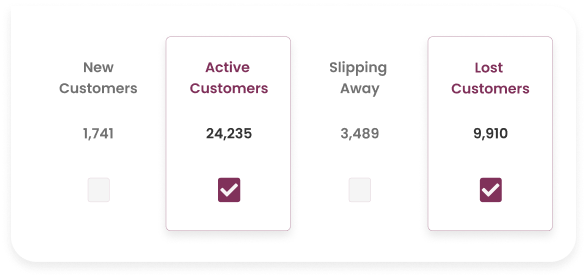 New
Customers
1,741
Active
Customers
24,235
Slipping
Away
3,489
Lost
Customers
9,910